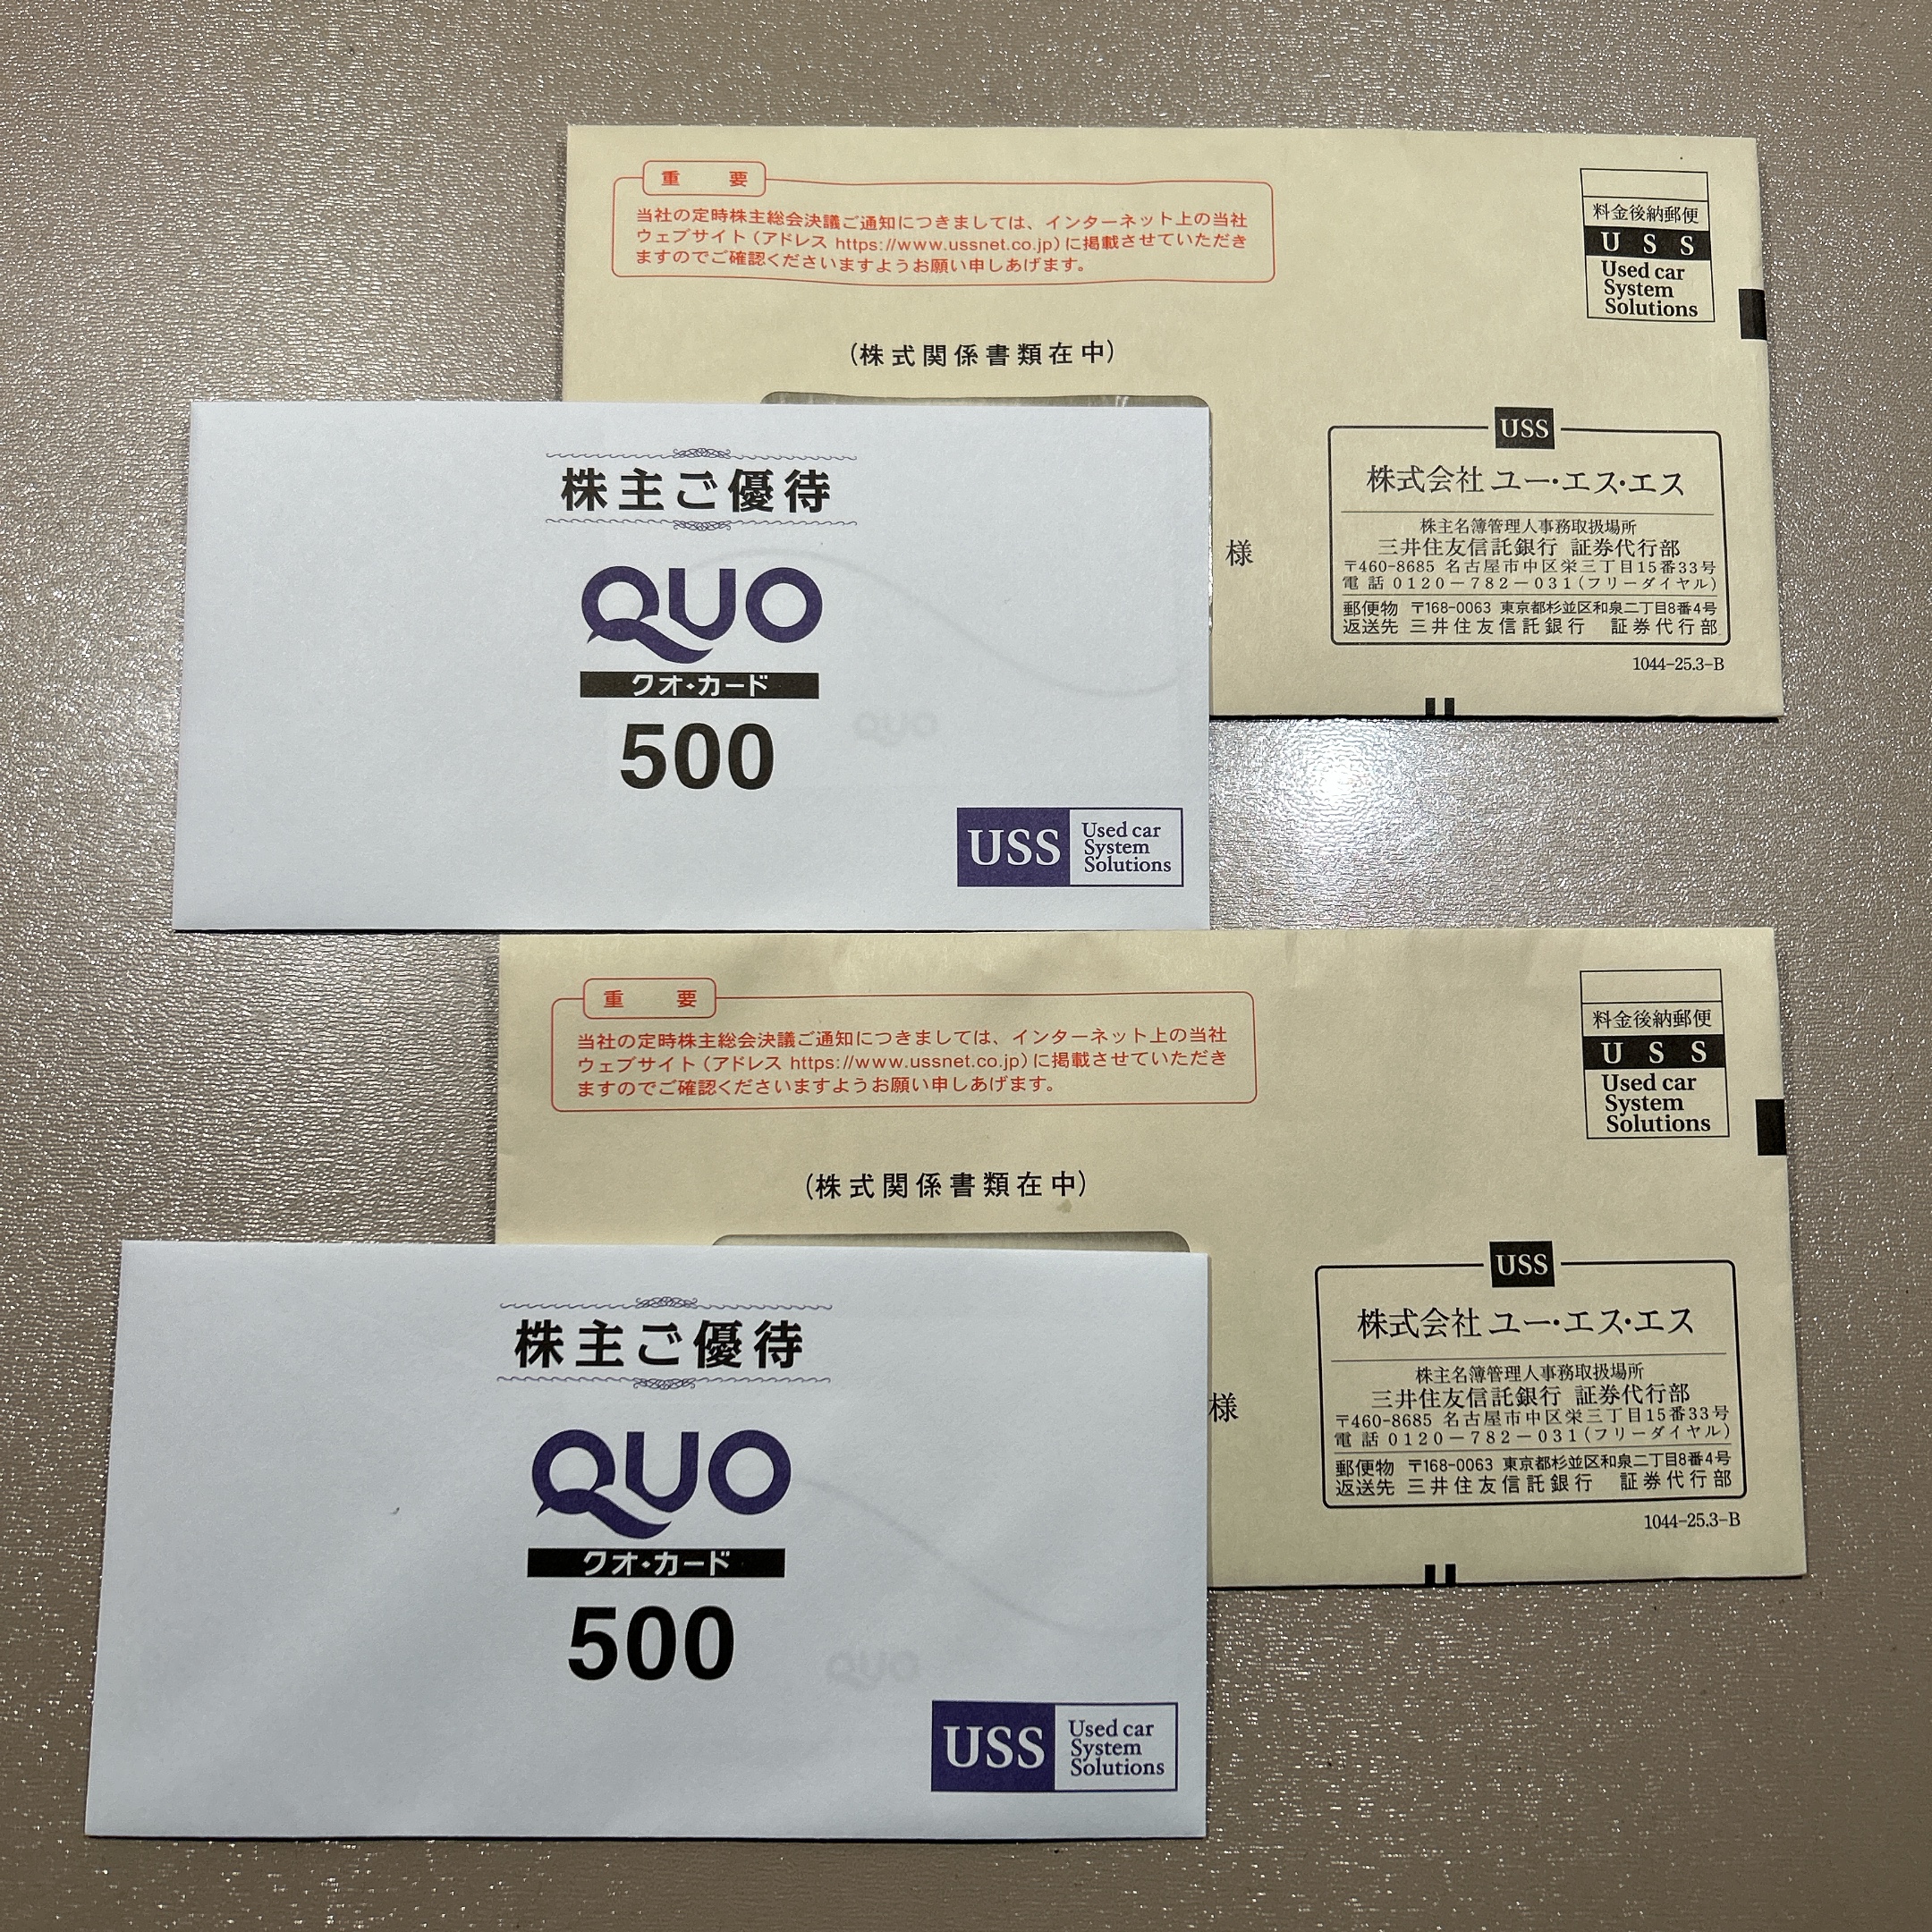 重 要
当社の定時株主総会決議ご通知につきましては、インターネット上の当社
ウェブサイト(アドレス https://www.ussnet.co.jp)に掲載させていただき
ますのでご確認くださいますようお願い申しあげます。
料金後納郵便
U S S
Used car
System
Solutions
(株式関係書類在中)
様
USS
株式会社 ユー・エス・エス
株主名簿管理人事務取扱場所
三井住友信託銀行 証券代行部
〒460-8685 名古屋市中区栄三丁目15番33号
電話 0120-782-031(フリーダイヤル)
郵便物 〒168-0063 東京都杉並区和泉二丁目8番4号
返送先 三井住友信託銀行 証券代行部
1044-25.3-B
株主ご優待
QUO
クオ・カード
500
QUO
USS
Used car
System
Solutions
重 要
当社の定時株主総会決議ご通知につきましては、インターネット上の当社
ウェブサイト(アドレス https://www.ussnet.co.jp)に掲載させていただき
ますのでご確認くださいますようお願い申しあげます。
料金後納郵便
U S S
Used car
System
Solutions
(株式関係書類在中)
様
USS
株式会社 ユー・エス・エス
株主名簿管理人事務取扱場所
三井住友信託銀行 証券代行部
〒460-8685 名古屋市中区栄三丁目15番33号
電話 0120-782-031(フリーダイヤル)
郵便物 〒168-0063 東京都杉並区和泉二丁目8番4号
返送先 三井住友信託銀行 証券代行部
1044-25.3-B
株主ご優待
QUO
クオ・カード
500
QUO
USS
Used car
System
Solutions